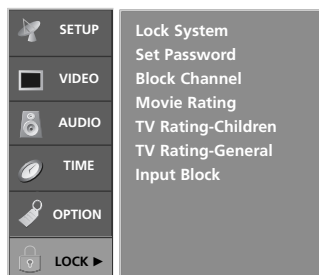 SETUP
VIDEO
AUDIO
TIME
OPTION
LOCK ►
Lock System
Set Password
Block Channel
Movie Rating
TV Rating-Children
TV Rating-General
Input Block